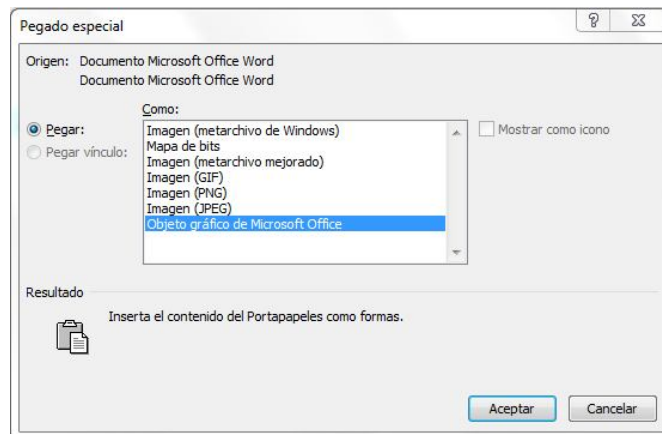 Pegado especial
Origen: Documento Microsoft Office Word
Documento Microsoft Office Word
Como:
Pegar:
Pegar vínculo:
Imagen (metarchivo de Windows)
Mapa de bits
Imagen (metarchivo mejorado)
Imagen (GIF)
Imagen (PNG)
Imagen (JPEG)
Objeto gráfico de Microsoft Office
Mostrar como icono
Resultado
Inserta el contenido del Portapapeles como formas.
Aceptar Cancelar